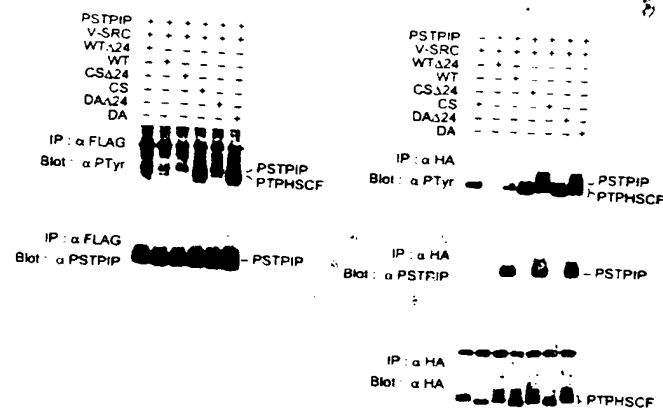 PSTPIP + + + + + +
V-SRC + + + + + +
WTΔ24
WT
CSΔ24
CS
DAΔ24
DA
IP : α FLAG
Blot : α PTyr
PSTPIP
PTPHSCF
IP : α FLAG
Blot : α PSTPIP
PSTPIP
PSTPIP
V-SRC
WTΔ24
WT
CSΔ24
CS
DAΔ24
DA
IP : α HA
Blot : α PTyr
PSTPIP
PTPHSCF
IP : α HA
Blot : α PSTPIP
PSTPIP
IP : α HA
Blot : α HA
PTPHSCF